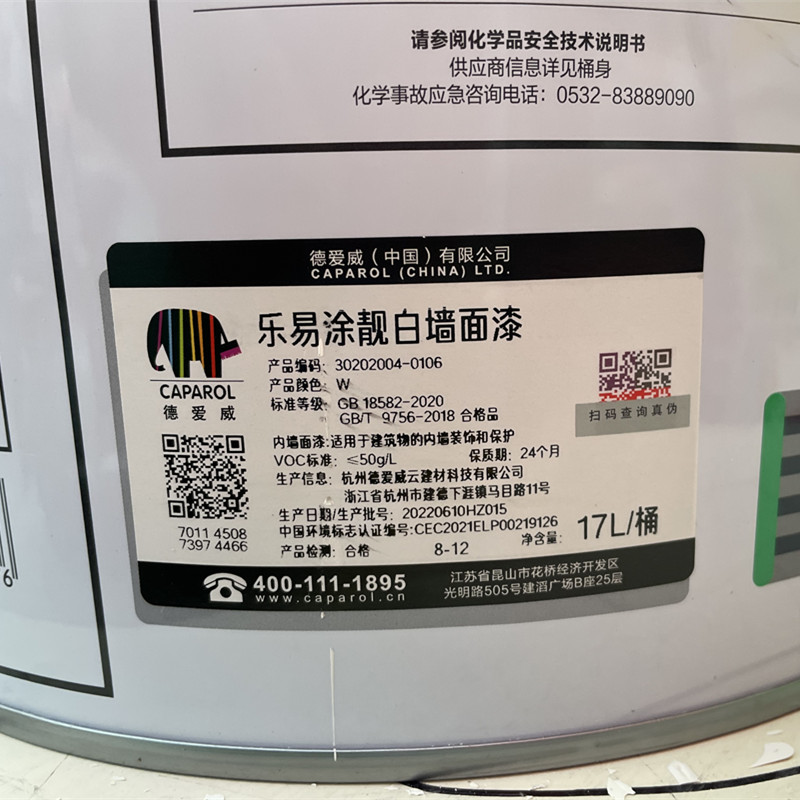 请参阅化学品安全技术说明书
供应商信息详见桶身
化学事故应急咨询电话：0532-83889090
德爱威（中国）有限公司
CAPAROL (CHINA) LTD.
乐易涂靓白墙面漆
CAPAROL
德爱威
产品编码：30202004-0106
产品颜色：W
标准等级：GB 18582-2020
GB/T 9756-2018 合格品
扫码查询真伪
内墙面漆：适用于建筑物的内墙装饰和保护
VOC标准：≤50g/L 保质期：24个月
生产信息：杭州德爱威云建材科技有限公司
浙江省杭州市建德下涯镇马目路11号
生产日期/生产批号：20220610HZ015
中国环境标志认证编号：CEC2021ELP00219126
产品检测：合格 8-12
净含量：17L/桶
7011 4508
7397 4466
400-111-1895
www.caparol.cn
江苏省昆山市花桥经济开发区
光明路505号建滔广场B座25层
6